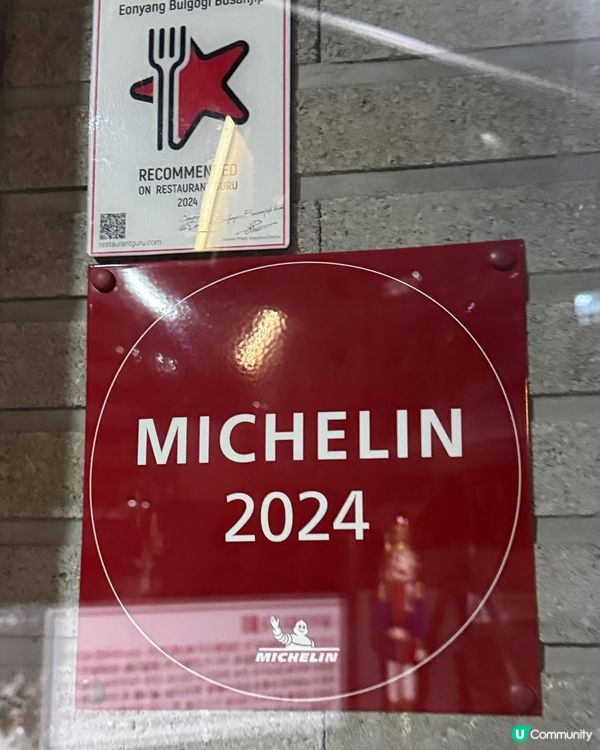 Eonyang Bulgogi Busanjip
RECOMMENDED
ON RESTAURANT GURU
2024
restaurantguru.com
MICHELIN
2024
MICHELIN
U Community